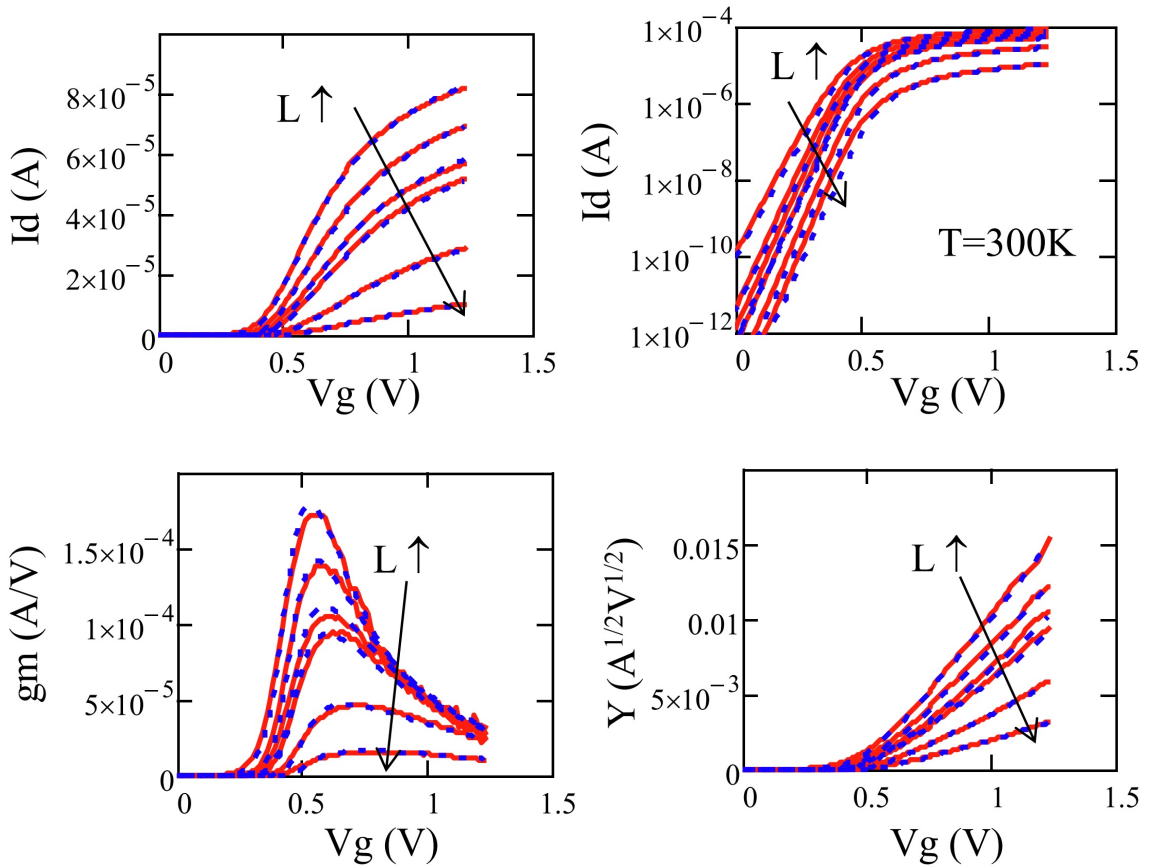 Id (A)
8×10⁻⁵
6×10⁻⁵
4×10⁻⁵
2×10⁻⁵
0
L ↑
0
0.5
1
1.5
Vg (V)
Id (A)
1×10⁻⁴
1×10⁻⁶
1×10⁻⁸
1×10⁻¹⁰
1×10⁻¹²
L ↑
T=300K
0
0.5
1
1.5
Vg (V)
gm (A/V)
1.5×10⁻⁴
1×10⁻⁴
5×10⁻⁵
0
L ↑
0
0.5
1
1.5
Vg (V)
Y (A¹/²V¹/²)
0.015
0.01
5×10⁻³
0
L ↑
0
0.5
1
1.5
Vg (V)